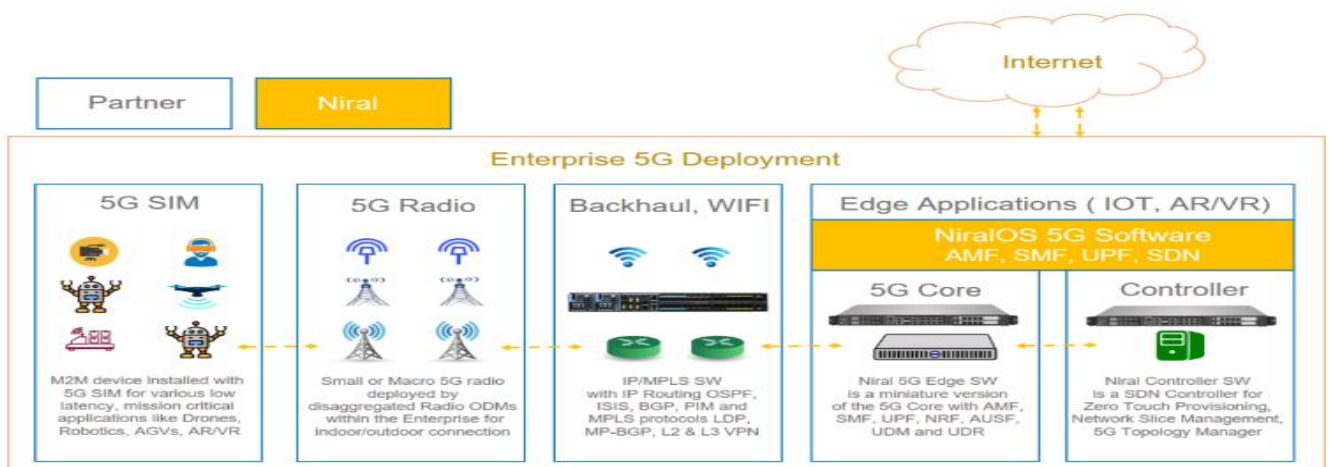 Internet
Partner
Niral
Enterprise 5G Deployment
5G SIM
M2M device installed with
5G SIM for various low
latency, mission critical
applications like Drones,
Robotics, AGVs, AR/VR
5G Radio
Small or Macro 5G radio
deployed by
disaggregated Radio ODMs
within the Enterprise for
indoor/outdoor connection
Backhaul, WIFI
IP/MPLS SW
with IP Routing OSPF,
ISIS, BGP, PIM and
MPLS protocols LDP,
MP-BGP, L2 & L3 VPN
Edge Applications ( IOT, AR/VR)
NiralOS 5G Software
AMF, SMF, UPF, SDN
5G Core
Niral 5G Edge SW
is a miniature version
of the 5G Core with AMF,
SMF, UPF, NRF, AUSF,
UDM and UDR
Controller
Niral Controller SW
is a SDN Controller for
Zero Touch Provisioning,
Network Slice Management,
5G Topology Manager